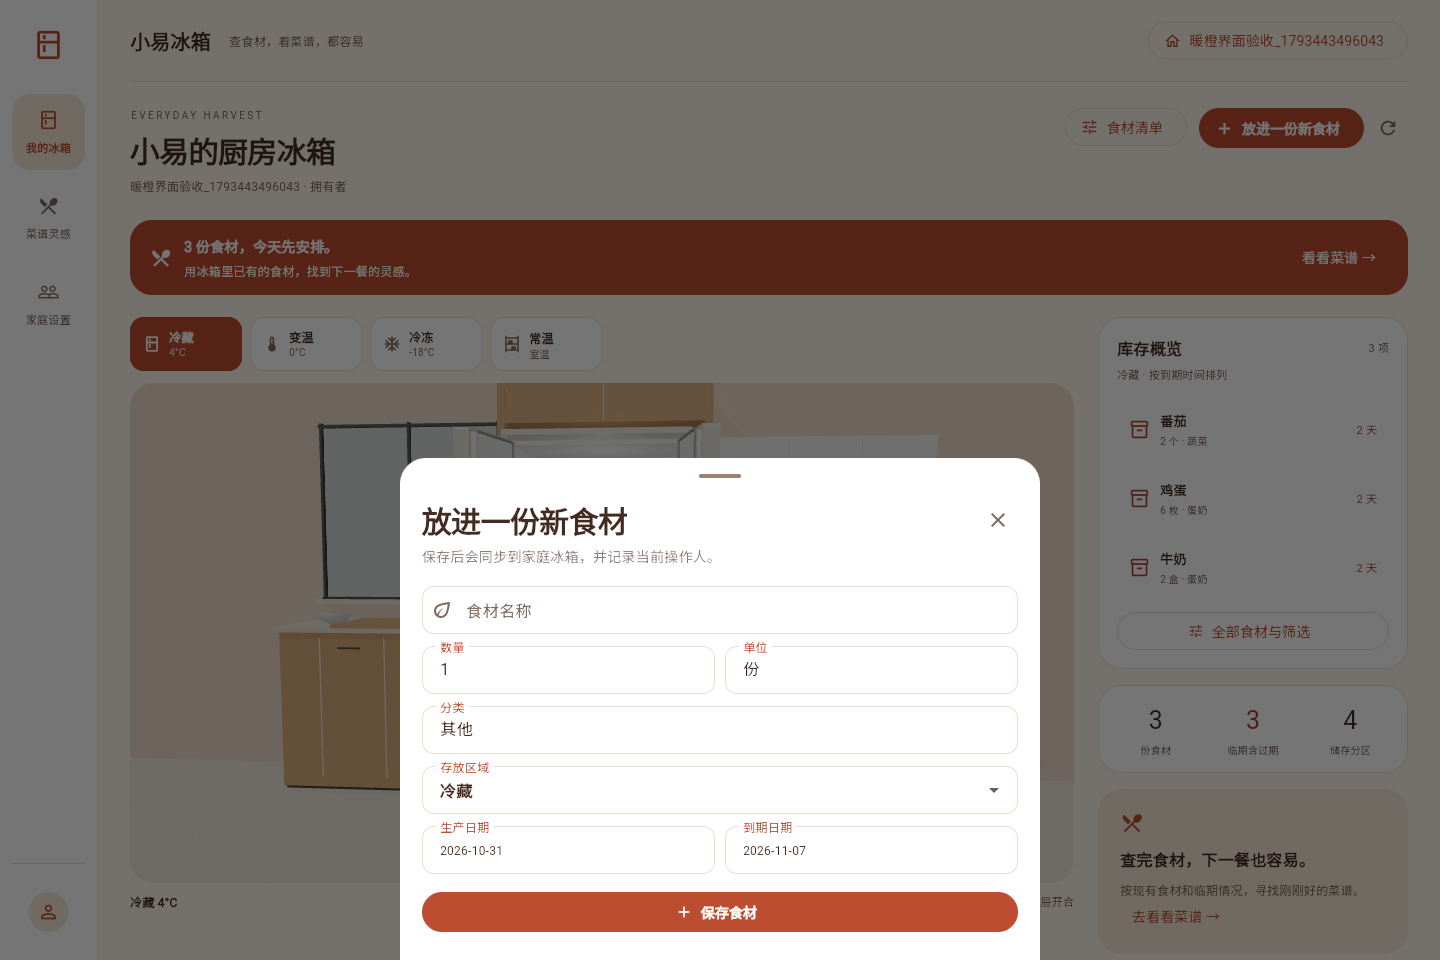 小易冰箱
查食材，看菜谱，都容易
暖橙界面验收_1793443496043
我的冰箱
菜谱灵感
家庭设置
EVERYDAY HARVEST
小易的厨房冰箱
暖橙界面验收_1793443496043 · 拥有者
食材清单
放进一份新食材
3 份食材，今天先安排。
用冰箱里已有的食材，找到下一餐的灵感。
看看菜谱 →
冷藏
4°C
变温
0°C
冷冻
-18°C
常温
室温
库存概览
3 项
冷藏 · 按到期时间排列
番茄
2 个 · 蔬菜
2 天
鸡蛋
6 枚 · 蛋奶
2 天
牛奶
2 盒 · 蛋奶
2 天
全部食材与筛选
3
份食材
3
临期含过期
4
储存分区
查完食材，下一餐也容易。
按现有食材和临期情况，寻找刚刚好的菜谱。
去看看菜谱 →
冷藏 4°C
层开合
放进一份新食材
保存后会同步到家庭冰箱，并记录当前操作人。
食材名称
数量
1
单位
份
分类
其他
存放区域
冷藏
生产日期
2026-10-31
到期日期
2026-11-07
保存食材